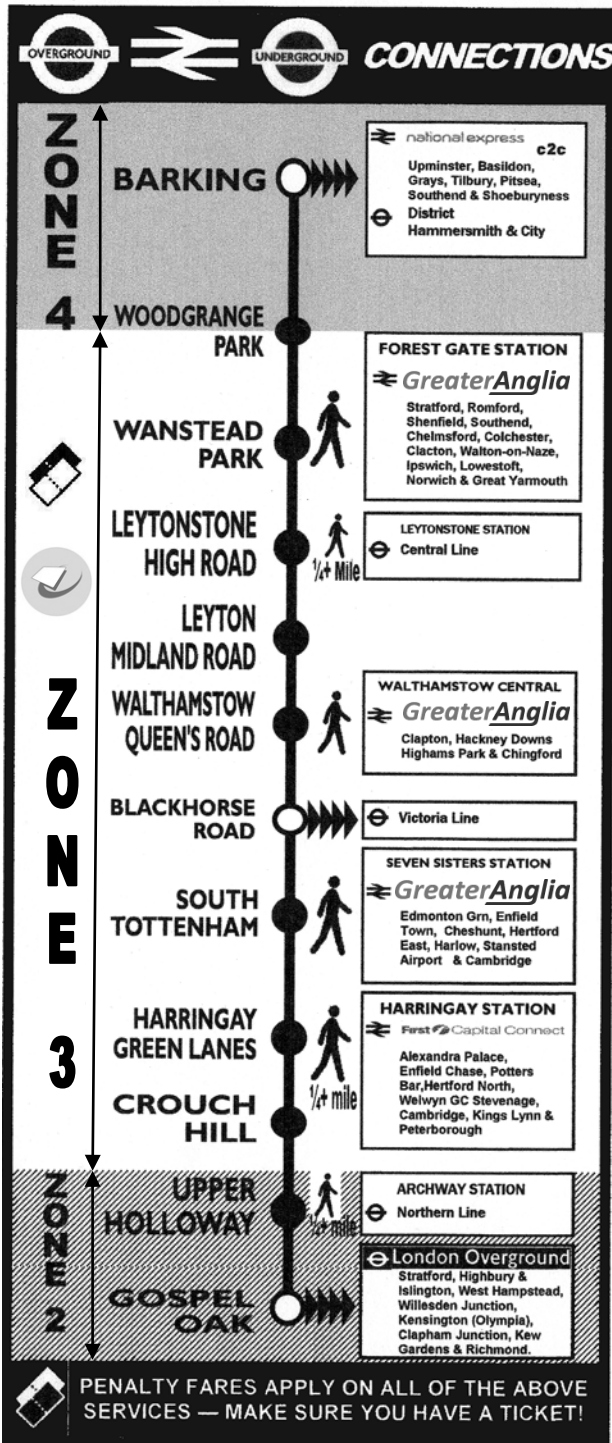 OVERGROUND
UNDERGROUND
CONNECTIONS
ZONE 4
BARKING
national express
c2c
Upminster, Basildon,
Grays, Tilbury, Pitsea,
Southend & Shoeburyness
District
Hammersmith & City
WOODGRANGE
PARK
FOREST GATE STATION
GreaterAnglia
Stratford, Romford,
Shenfield, Southend,
Chelmsford, Colchester,
Clacton, Walton-on-Naze,
Ipswich, Lowestoft,
Norwich & Great Yarmouth
WANSTEAD
PARK
ZONE 3
LEYTONSTONE
HIGH ROAD
¼+ Mile
LEYTONSTONE STATION
Central Line
LEYTON
MIDLAND ROAD
WALTHAMSTOW
QUEEN'S ROAD
WALTHAMSTOW CENTRAL
GreaterAnglia
Clapton, Hackney Downs
Highams Park & Chingford
BLACKHORSE
ROAD
Victoria Line
SOUTH
TOTTENHAM
SEVEN SISTERS STATION
GreaterAnglia
Edmonton Grn, Enfield
Town, Cheshunt, Hertford
East, Harlow, Stansted
Airport & Cambridge
HARRINGAY
GREEN LANES
¼+ mile
HARRINGAY STATION
First Capital Connect
Alexandra Palace,
Enfield Chase, Potters
Bar,Hertford North,
Welwyn GC Stevenage,
Cambridge, Kings Lynn &
Peterborough
CROUCH
HILL
ZONE 2
UPPER
HOLLOWAY
mile
ARCHWAY STATION
Northern Line
GOSPEL
OAK
London Overground
Stratford, Highbury &
Islington, West Hampstead,
Willesden Junction,
Kensington (Olympia),
Clapham Junction, Kew
Gardens & Richmond.
PENALTY FARES APPLY ON ALL OF THE ABOVE
SERVICES — MAKE SURE YOU HAVE A TICKET!